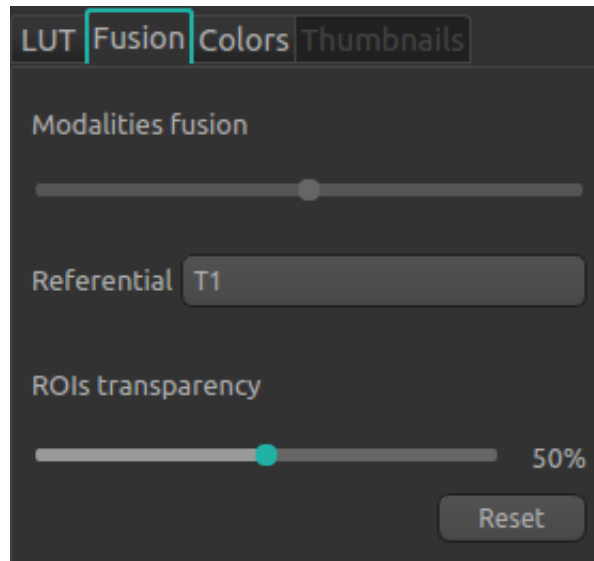 LUT Fusion Colors Thumbnails
Modalities fusion
Referential T1
ROIs transparency
50%
Reset